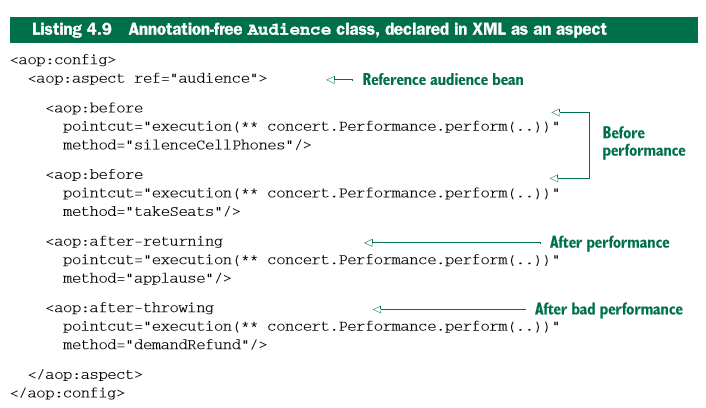 Listing 4.9 Annotation-free Audience class, declared in XML as an aspect
<aop:config>
<aop:aspect ref="audience">
Reference audience bean
<aop:before
pointcut="execution(** concert.Performance.perform(..))"
method="silenceCellPhones"/>
Before
performance
<aop:before
pointcut="execution(** concert.Performance.perform(..))"
method="takeSeats"/>
<aop:after-returning
After performance
pointcut="execution(** concert.Performance.perform(..))"
method="applause"/>
<aop:after-throwing
After bad performance
pointcut="execution(** concert.Performance.perform(..))"
method="demandRefund"/>
</aop:aspect>
</aop:config>